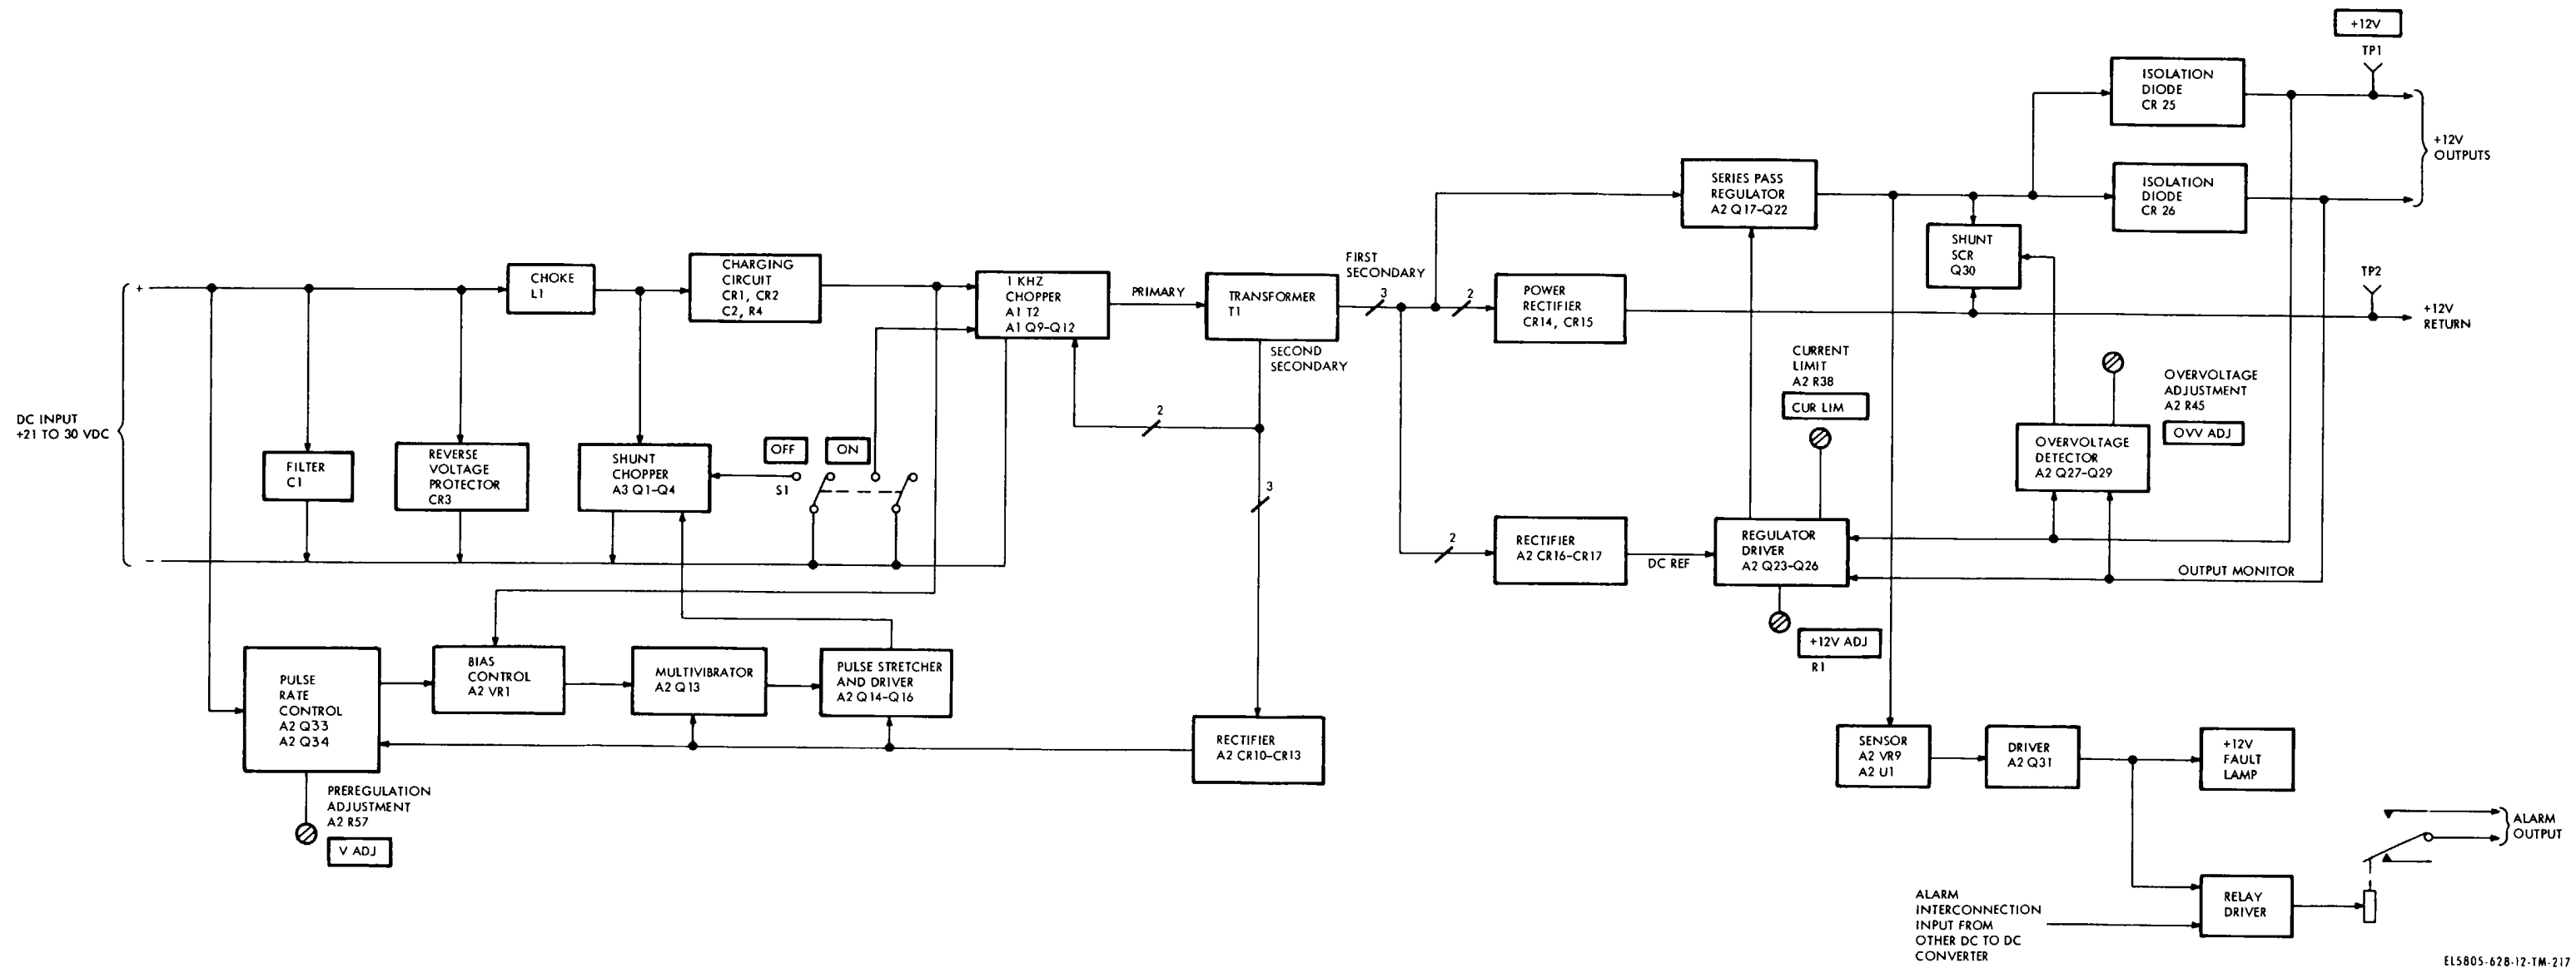 +12V
TP1
ISOLATION
DIODE
CR 25
+12V
OUTPUTS
SERIES PASS
REGULATOR
A2 Q17-Q22
ISOLATION
DIODE
CR 26
SHUNT
SCR
Q30
TP2
+12V
RETURN
DC INPUT
+21 TO 30 VDC
+
-
CHOKE
L1
CHARGING
CIRCUIT
CR1, CR2
C2, R4
1 KHZ
CHOPPER
A1 T2
A1 Q9-Q12
PRIMARY
TRANSFORMER
T1
FIRST
SECONDARY
3
2
POWER
RECTIFIER
CR14, CR15
SECOND
SECONDARY
2
3
CURRENT
LIMIT
A2 R38
CUR LIM
OVERVOLTAGE
ADJUSTMENT
A2 R45
OVV ADJ
OVERVOLTAGE
DETECTOR
A2 Q27-Q29
FILTER
C1
REVERSE
VOLTAGE
PROTECTOR
CR3
SHUNT
CHOPPER
A3 Q1-Q4
OFF
ON
S1
2
RECTIFIER
A2 CR16-CR17
DC REF
REGULATOR
DRIVER
A2 Q23-Q26
OUTPUT MONITOR
+12V ADJ
R1
PULSE
RATE
CONTROL
A2 Q33
A2 Q34
BIAS
CONTROL
A2 VR1
MULTIVIBRATOR
A2 Q13
PULSE STRETCHER
AND DRIVER
A2 Q14-Q16
RECTIFIER
A2 CR10-CR13
PREREGULATION
ADJUSTMENT
A2 R57
V ADJ
SENSOR
A2 VR9
A2 U1
DRIVER
A2 Q31
+12V
FAULT
LAMP
ALARM
OUTPUT
ALARM
INTERCONNECTION
INPUT FROM
OTHER DC TO DC
CONVERTER
RELAY
DRIVER
EL5805-628-12-TM-217